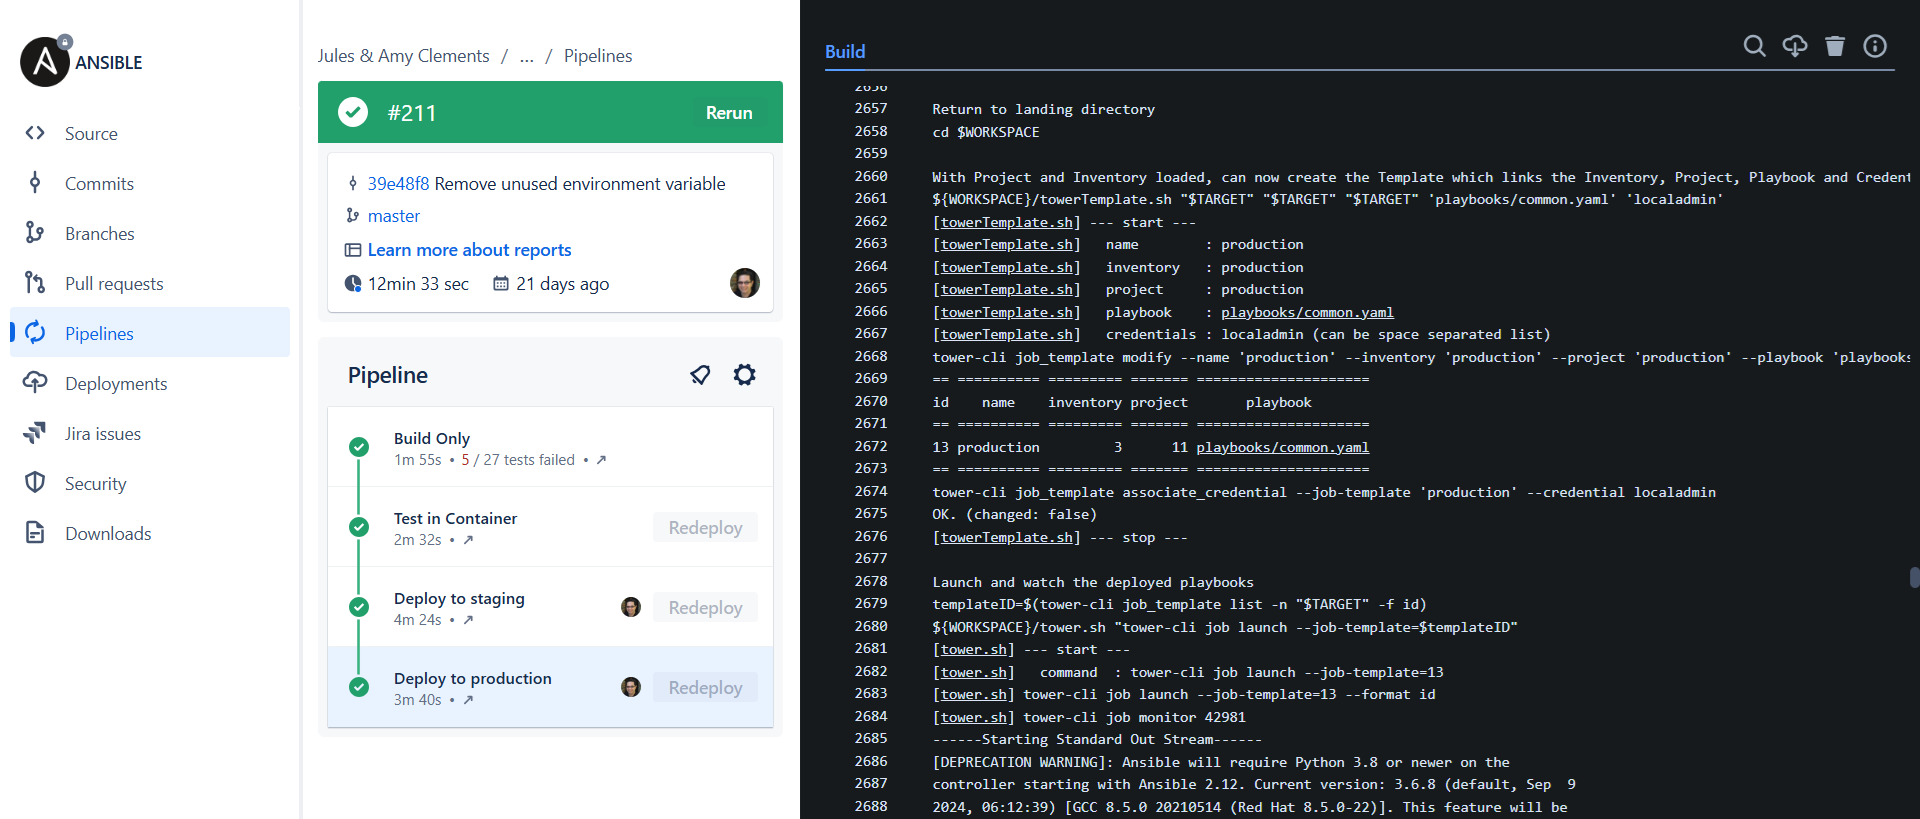 ANSIBLE
Source
Commits
Branches
Pull requests
Pipelines
Deployments
Jira issues
Security
Downloads
Jules & Amy Clements / ... / Pipelines
#211 Rerun
39e48f8 Remove unused environment variable
master
Learn more about reports
12min 33 sec 21 days ago
Pipeline
Build Only
1m 55s • 5 / 27 tests failed •
Test in Container
2m 32s •
Redeploy
Deploy to staging
4m 24s •
Redeploy
Deploy to production
3m 40s •
Redeploy
Build
2656
2657 Return to landing directory
2658 cd $WORKSPACE
2659
2660 With Project and Inventory loaded, can now create the Template which links the Inventory, Project, Playbook and Credent
2661 ${WORKSPACE}/towerTemplate.sh "$TARGET" "$TARGET" "$TARGET" 'playbooks/common.yaml' 'localadmin'
2662 [towerTemplate.sh] --- start ---
2663 [towerTemplate.sh]   name        : production
2664 [towerTemplate.sh]   inventory   : production
2665 [towerTemplate.sh]   project     : production
2666 [towerTemplate.sh]   playbook    : playbooks/common.yaml
2667 [towerTemplate.sh]   credentials : localadmin (can be space separated list)
2668 tower-cli job_template modify --name 'production' --inventory 'production' --project 'production' --playbook 'playbooks
2669 == ========== ========= ======= =====================
2670 id    name    inventory project       playbook
2671 == ========== ========= ======= =====================
2672 13 production         3      11 playbooks/common.yaml
2673 == ========== ========= ======= =====================
2674 tower-cli job_template associate_credential --job-template 'production' --credential localadmin
2675 OK. (changed: false)
2676 [towerTemplate.sh] --- stop ---
2677
2678 Launch and watch the deployed playbooks
2679 templateID=$(tower-cli job_template list -n "$TARGET" -f id)
2680 ${WORKSPACE}/tower.sh "tower-cli job launch --job-template=$templateID"
2681 [tower.sh] --- start ---
2682 [tower.sh]   command  : tower-cli job launch --job-template=13
2683 [tower.sh] tower-cli job launch --job-template=13 --format id
2684 [tower.sh] tower-cli job monitor 42981
2685 ------Starting Standard Out Stream------
2686 [DEPRECATION WARNING]: Ansible will require Python 3.8 or newer on the
2687 controller starting with Ansible 2.12. Current version: 3.6.8 (default, Sep  9
2688 2024, 06:12:39) [GCC 8.5.0 20210514 (Red Hat 8.5.0-22)]. This feature will be